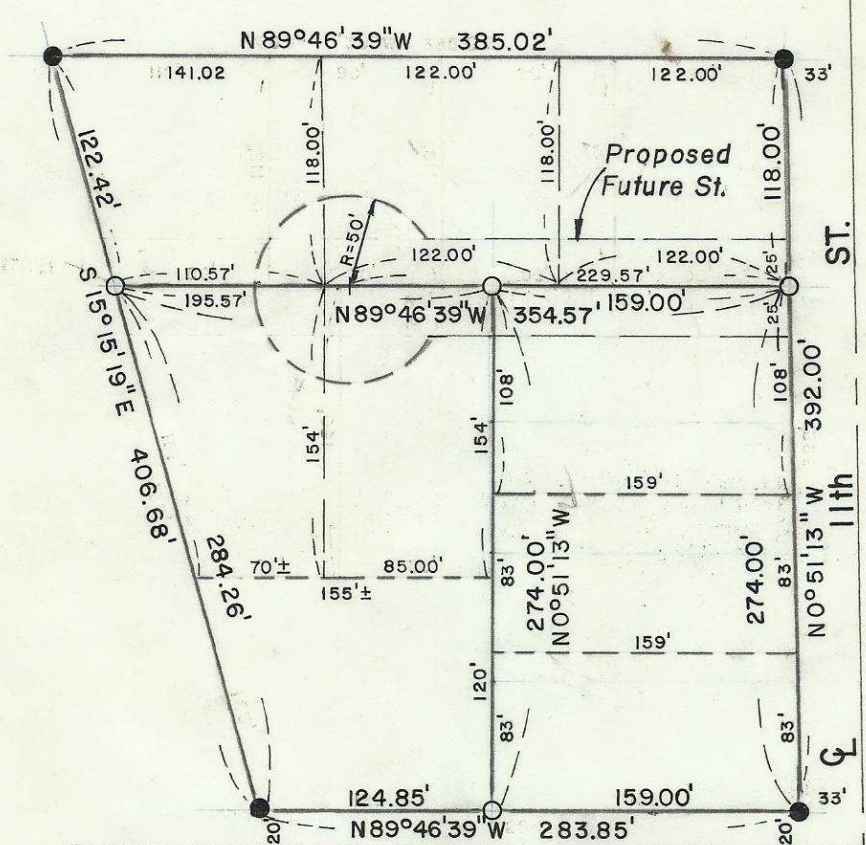 N 89°46'39"W 385.02'
141.02 122.00' 122.00' 33'
122.42'
118.00'
118.00'
118.00'
Proposed
Future St.
R=50'
ST.
110.57' 122.00' 229.57' 122.00' 25'
195.57' N89°46'39"W 354.57' 159.00' 25'
S 15°15'19"E 406.68'
108' 108' 392.00'
154' 154'
159'
11th
284.26'
70'± 85.00'
155'±
83' 274.00' N0°51'13"W
83' 274.00' N0°51'13"W
159'
120'
83' 83'
C̲L̲
124.85' 159.00' 33'
20' N89°46'39"W 283.85' 20'